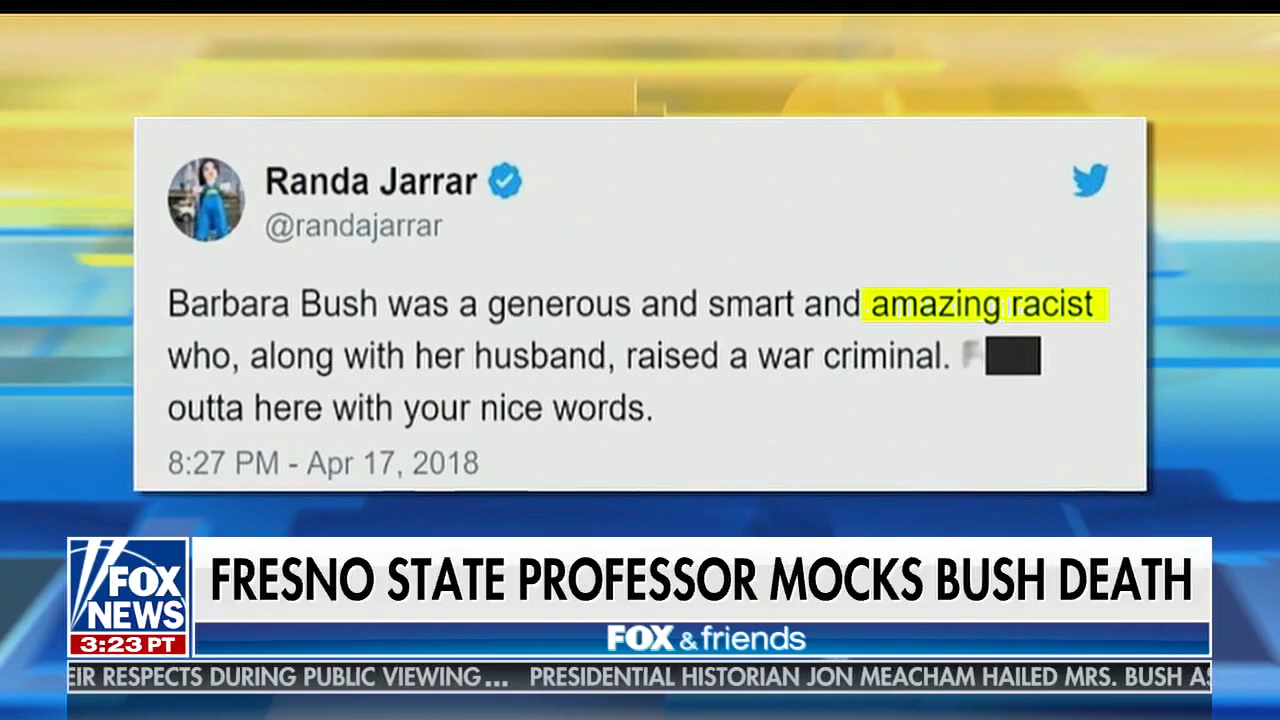 Randa Jarrar
@randajarrar
Barbara Bush was a generous and smart and amazing racist
who, along with her husband, raised a war criminal. F
outta here with your nice words.
8:27 PM - Apr 17, 2018
FOX
NEWS
3:23 PT
FRESNO STATE PROFESSOR MOCKS BUSH DEATH
FOX & friends
EIR RESPECTS DURING PUBLIC VIEWING... PRESIDENTIAL HISTORIAN JON MEACHAM HAILED MRS. BUSH AS